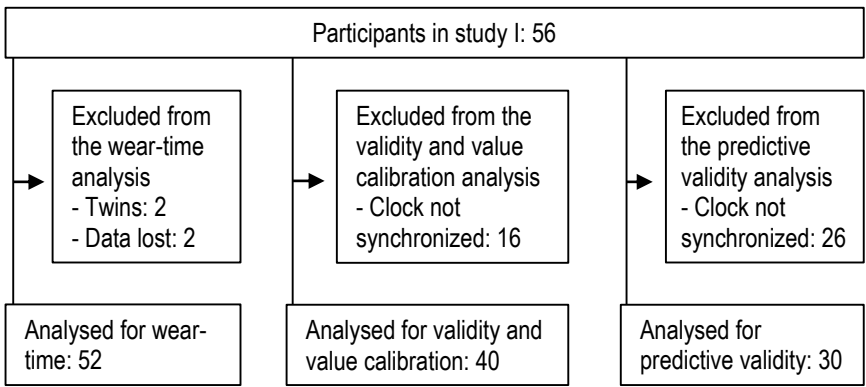 Participants in study I: 56
Excluded from
the wear-time
analysis
- Twins: 2
- Data lost: 2
Excluded from the
validity and value
calibration analysis
- Clock not
synchronized: 16
Excluded from
the predictive
validity analysis
- Clock not
synchronized: 26
Analysed for wear-
time: 52
Analysed for validity and
value calibration: 40
Analysed for
predictive validity: 30